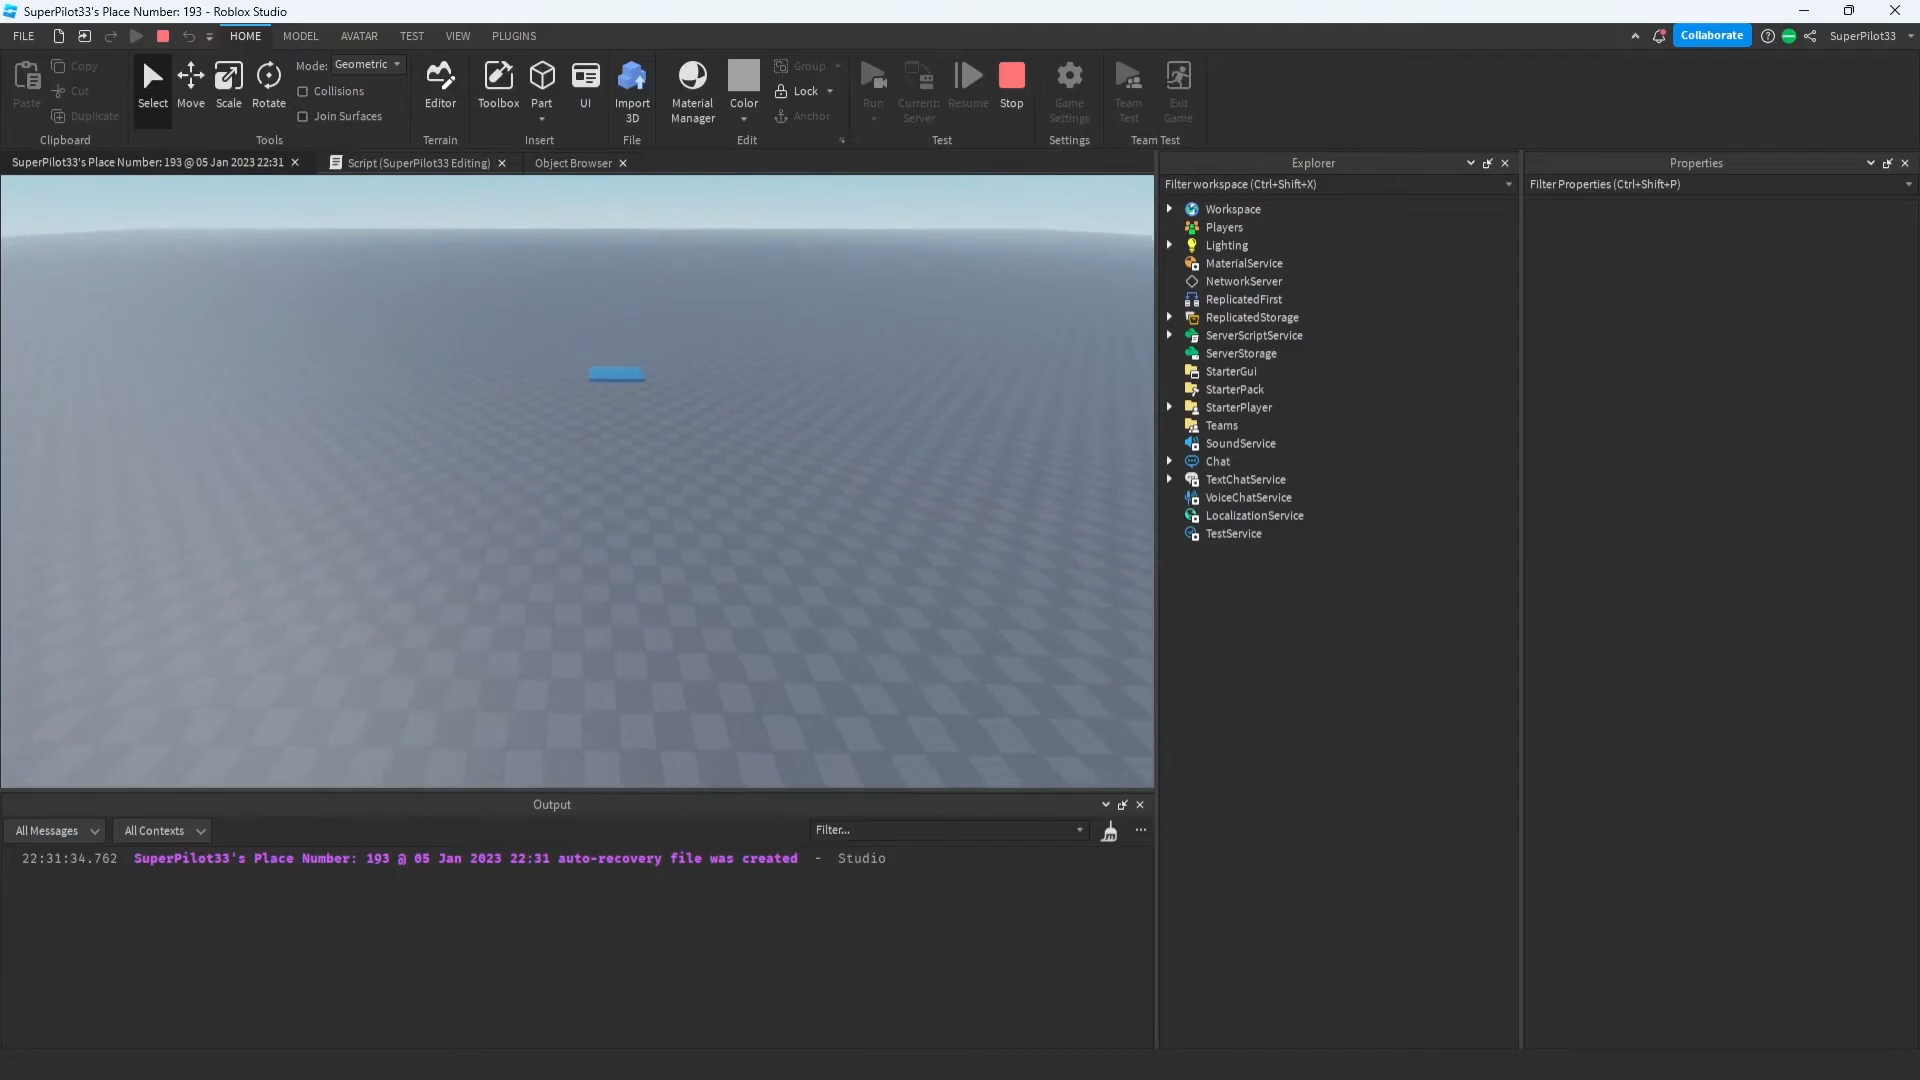 SuperPilot33's Place Number: 193 - Roblox Studio
FILE HOME MODEL AVATAR TEST VIEW PLUGINS Collaborate SuperPilot33
Paste Copy Cut Duplicate
Clipboard
Select Move Scale Rotate
Mode: Geometric
Collisions
Join Surfaces
Tools
Editor
Terrain
Toolbox Part UI
Insert
Import 3D
File
Material Manager Color Group Lock Anchor
Edit
Run Current: Server Resume Stop
Test
Game Settings
Settings
Team Test Exit Game
Team Test
SuperPilot33's Place Number: 193 @ 05 Jan 2023 22:31 Script (SuperPilot33 Editing) Object Browser
Explorer
Filter workspace (Ctrl+Shift+X)
Workspace
Players
Lighting
MaterialService
NetworkServer
ReplicatedFirst
ReplicatedStorage
ServerScriptService
ServerStorage
StarterGui
StarterPack
StarterPlayer
Teams
SoundService
Chat
TextChatService
VoiceChatService
LocalizationService
TestService
Properties
Filter Properties (Ctrl+Shift+P)
Output
All Messages All Contexts Filter...
22:31:34.762 SuperPilot33's Place Number: 193 @ 05 Jan 2023 22:31 auto-recovery file was created - Studio